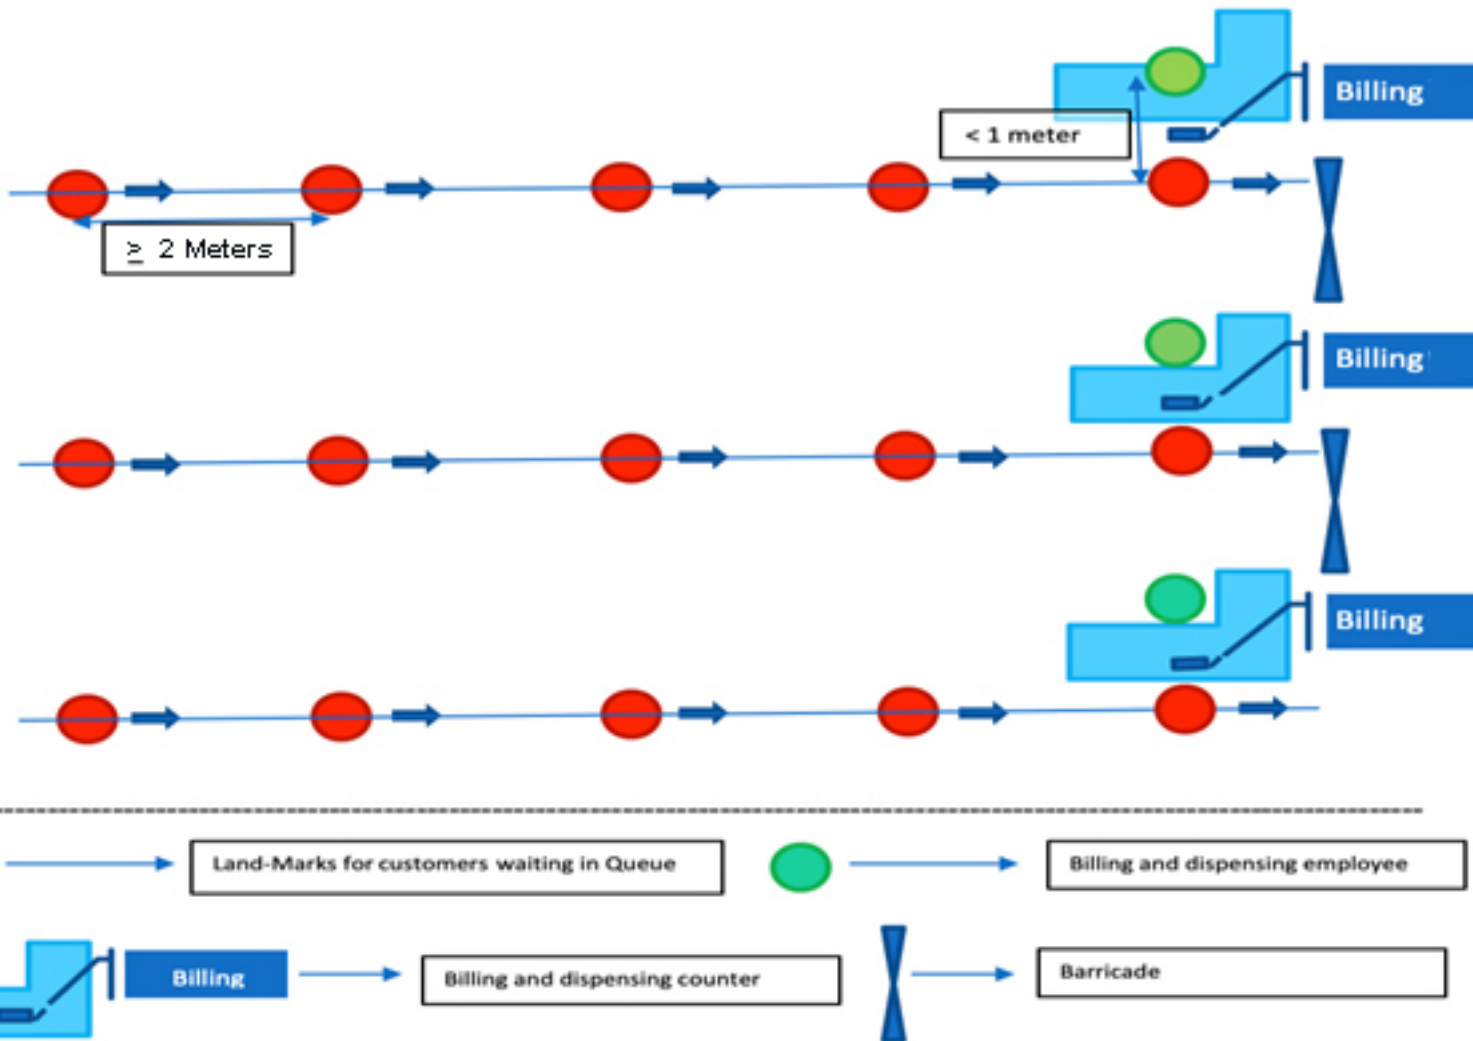 Billing
< 1 meter
≥ 2 Meters
Billing
Billing
Land-Marks for customers waiting in Queue
Billing and dispensing employee
Billing
Billing and dispensing counter
Barricade